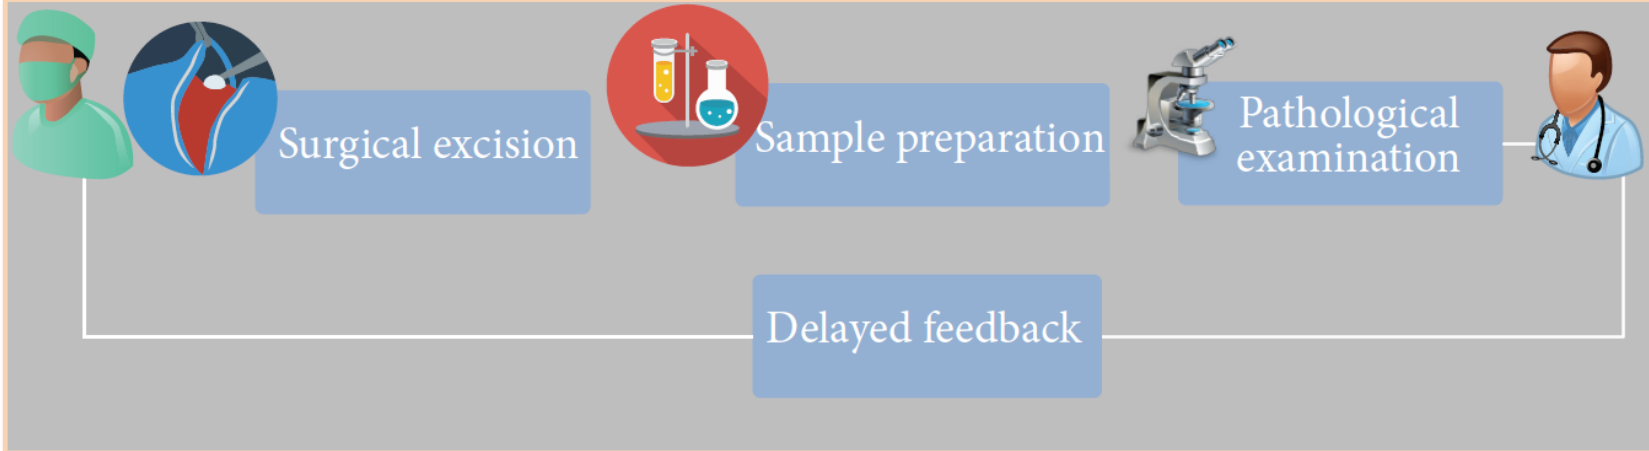 Surgical excision
Sample preparation
Pathological
examination
Delayed feedback